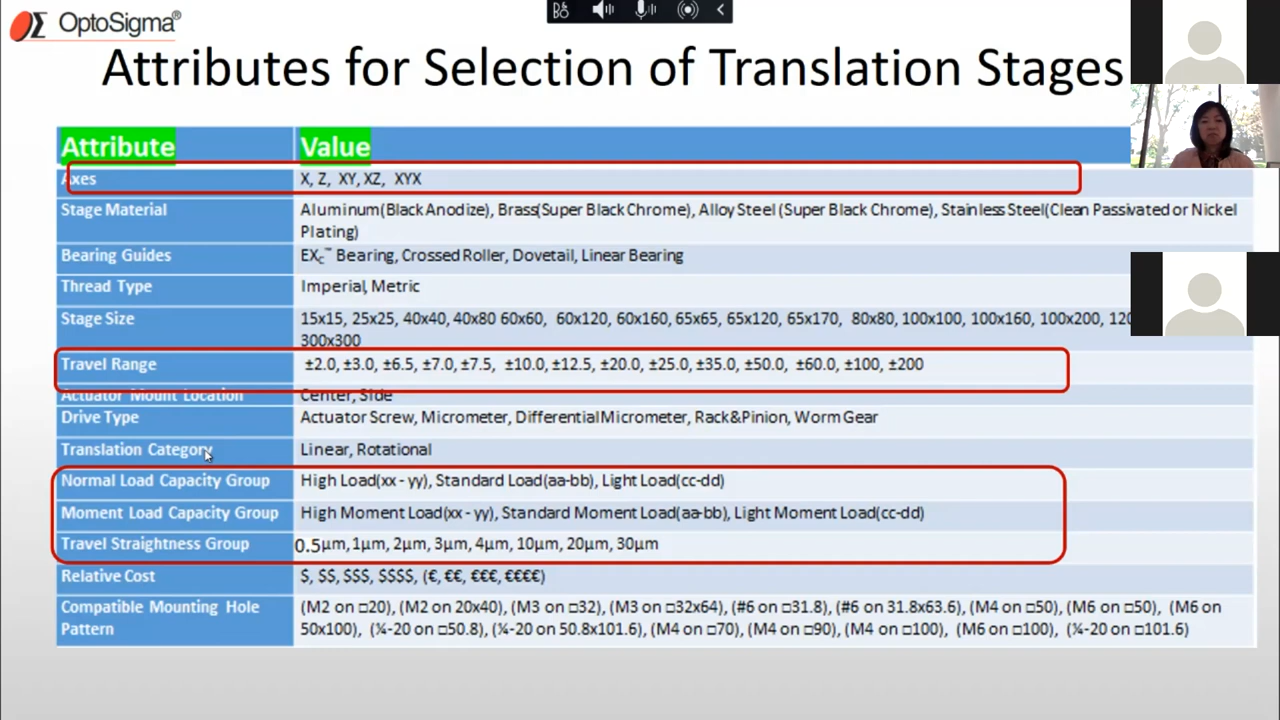 OptoSigma®
Attributes for Selection of Translation Stages
Attribute Value
Axes X, Z, XY, XZ, XYX
Stage Material Aluminum(Black Anodize), Brass(Super Black Chrome), Alloy Steel (Super Black Chrome), Stainless Steel(Clean Passivated or Nickel
Plating)
Bearing Guides EXc™ Bearing, Crossed Roller, Dovetail, Linear Bearing
Thread Type Imperial, Metric
Stage Size 15x15, 25x25, 40x40, 40x80 60x60, 60x120, 60x160, 65x65, 65x120, 65x170, 80x80, 100x100, 100x160, 100x200,
300x300
Travel Range ±2.0, ±3.0, ±6.5, ±7.0, ±7.5, ±10.0, ±12.5, ±20.0, ±25.0, ±35.0, ±50.0, ±60.0, ±100, ±200
Actuator Mount Location Center, Side
Drive Type Actuator Screw, Micrometer, Differential Micrometer, Rack&Pinion, Worm Gear
Translation Category Linear, Rotational
Normal Load Capacity Group High Load(xx - yy), Standard Load(aa-bb), Light Load(cc-dd)
Moment Load Capacity Group High Moment Load(xx - yy), Standard Moment Load(aa-bb), Light Moment Load(cc-dd)
Travel Straightness Group 0.5µm, 1µm, 2µm, 3µm, 4µm, 10µm, 20µm, 30µm
Relative Cost $, $$, $$$, $$$$, (€, €€, €€€, €€€€)
Compatible Mounting Hole (M2 on □20), (M2 on 20x40), (M3 on □32), (M3 on □32x64), (#6 on □31.8), (#6 on 31.8x63.6), (M4 on □50), (M6 on □50), (M6 on
Pattern 50x100), (¼-20 on □50.8), (¼-20 on 50.8x101.6), (M4 on □70), (M4 on □90), (M4 on □100), (M6 on □100), (¼-20 on □101.6)